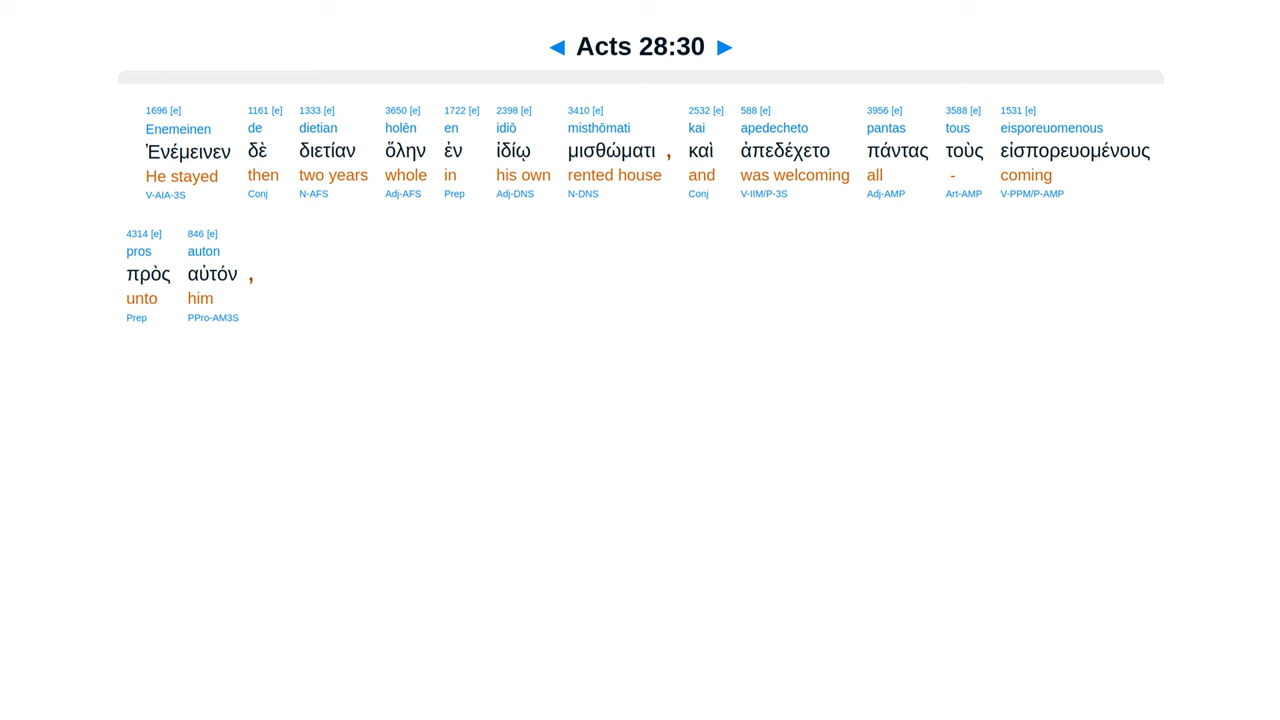 ◄ Acts 28:30 ►
1696 [e] 1161 [e] 1333 [e] 3650 [e] 1722 [e] 2398 [e] 3410 [e] 2532 [e] 588 [e] 3956 [e] 3588 [e] 1531 [e]
Enemeinen de dietian holēn en idiō misthōmati kai apedecheto pantas tous eisporeuomenous
Ἐνέμεινεν δὲ διετίαν ὅλην ἐν ἰδίῳ μισθώματι , καὶ ἀπεδέχετο πάντας τοὺς εἰσπορευομένους
He stayed then two years whole in his own rented house and was welcoming all - coming
V-AIA-3S Conj N-AFS Adj-AFS Prep Adj-DNS N-DNS Conj V-IIM/P-3S Adj-AMP Art-AMP V-PPM/P-AMP
4314 [e] 846 [e]
pros auton
πρὸς αὐτόν ,
unto him
Prep PPro-AM3S